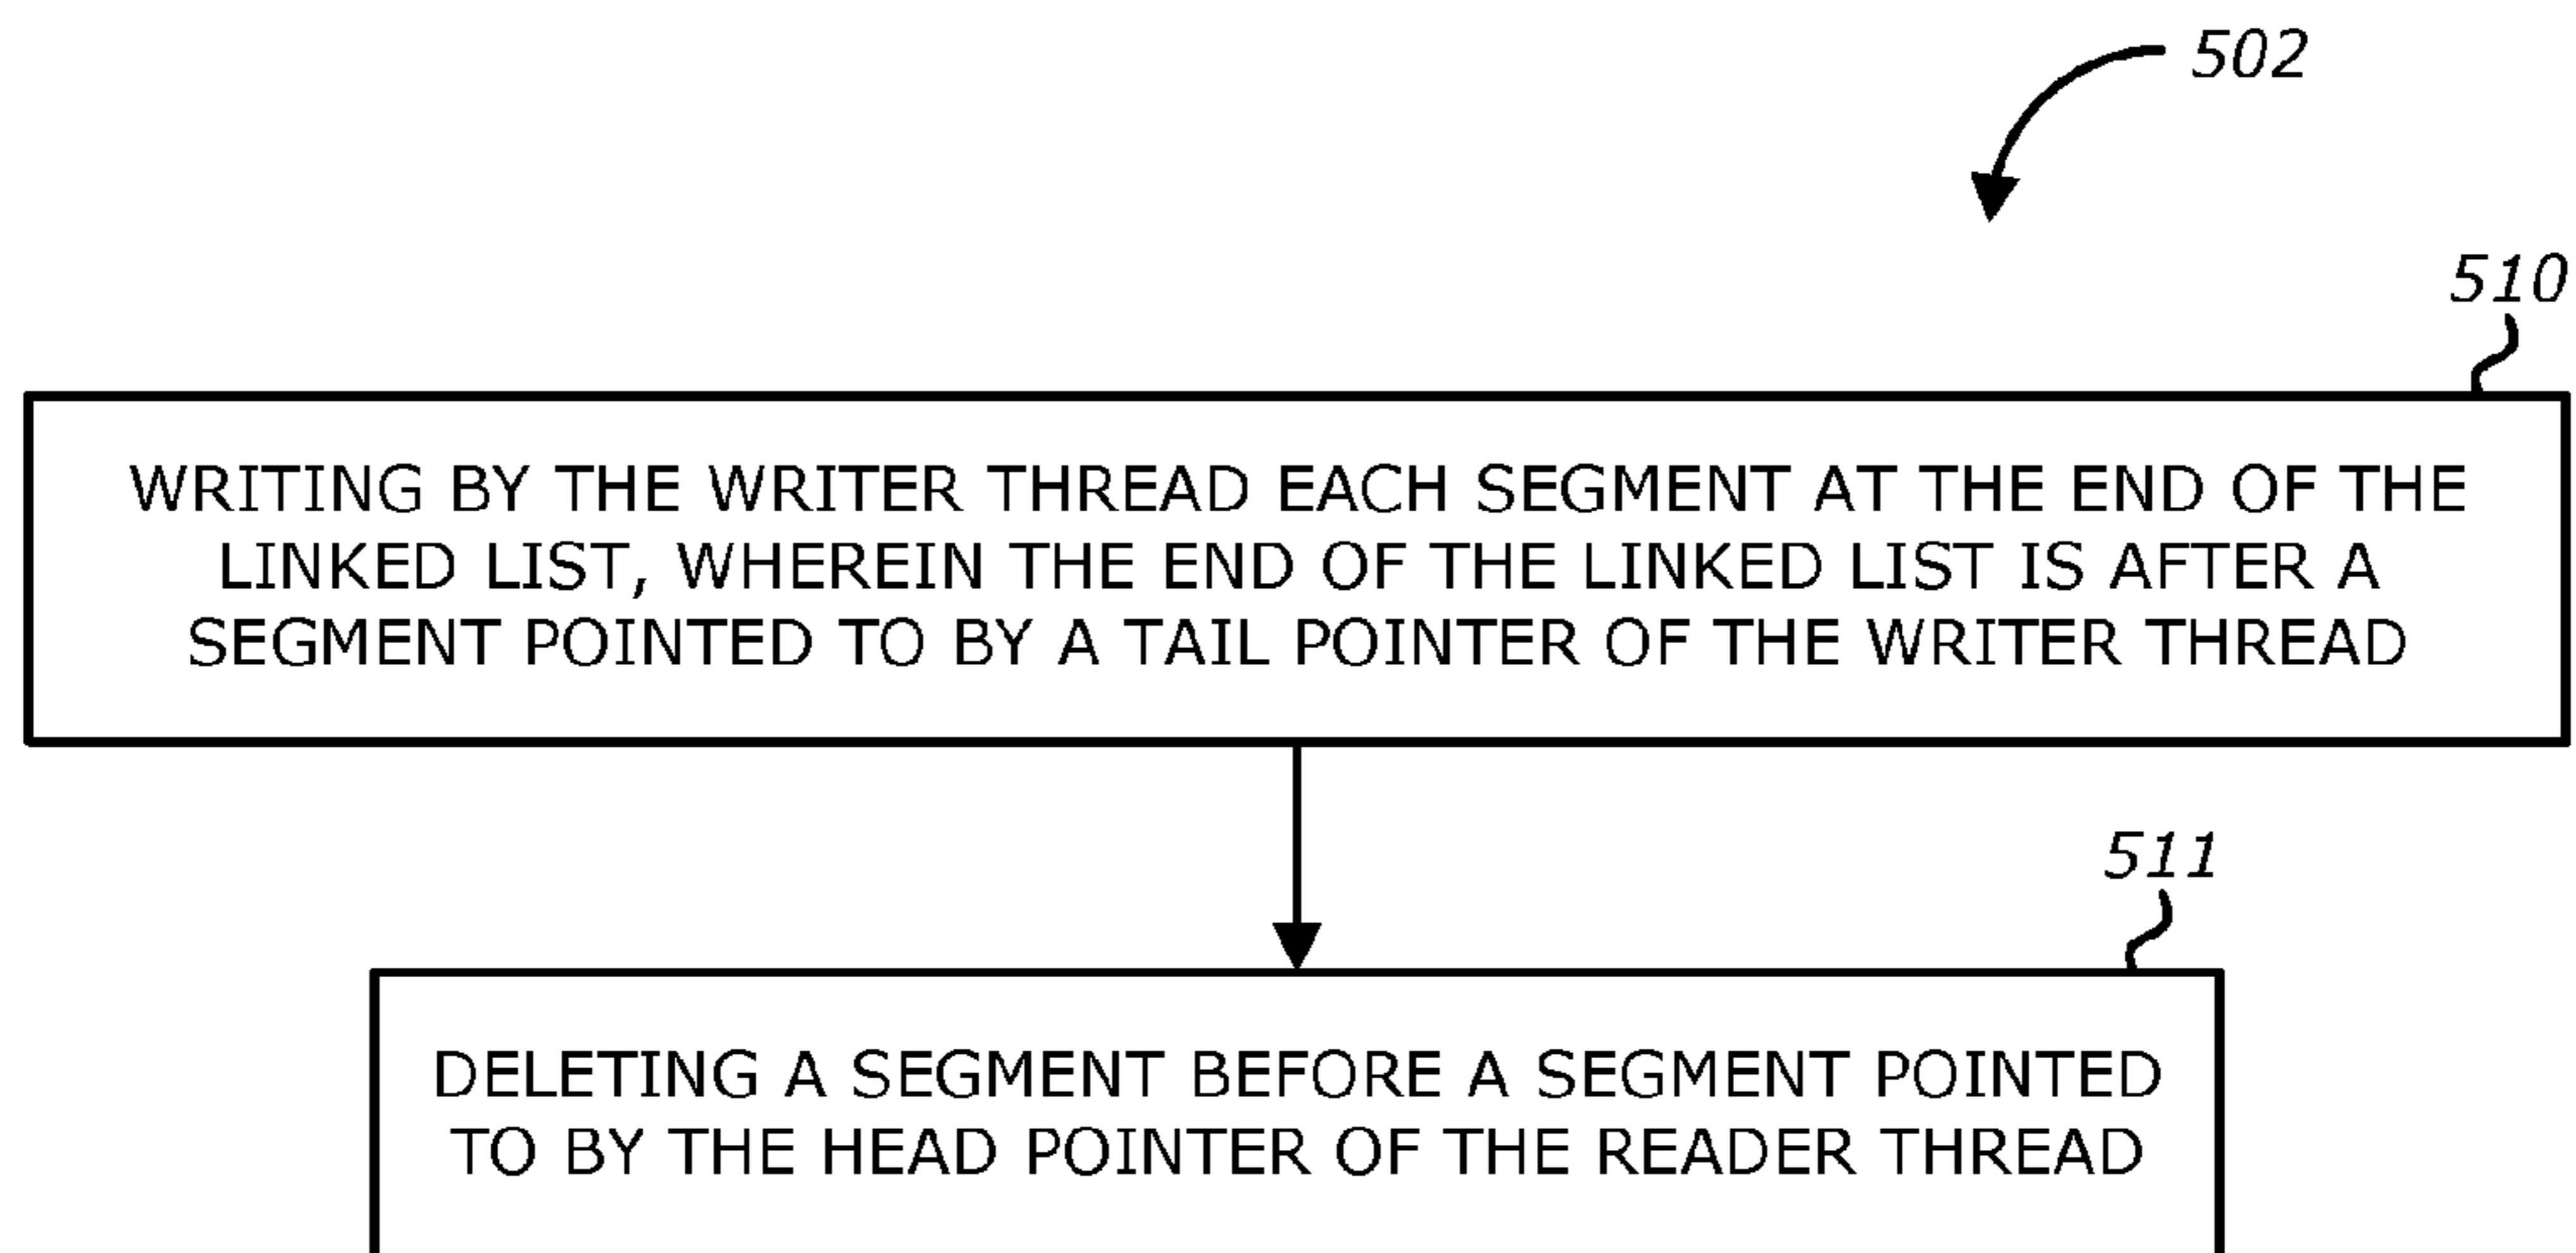 502
510
WRITING BY THE WRITER THREAD EACH SEGMENT AT THE END OF THE
LINKED LIST, WHEREIN THE END OF THE LINKED LIST IS AFTER A
SEGMENT POINTED TO BY A TAIL POINTER OF THE WRITER THREAD
511
DELETING A SEGMENT BEFORE A SEGMENT POINTED
TO BY THE HEAD POINTER OF THE READER THREAD